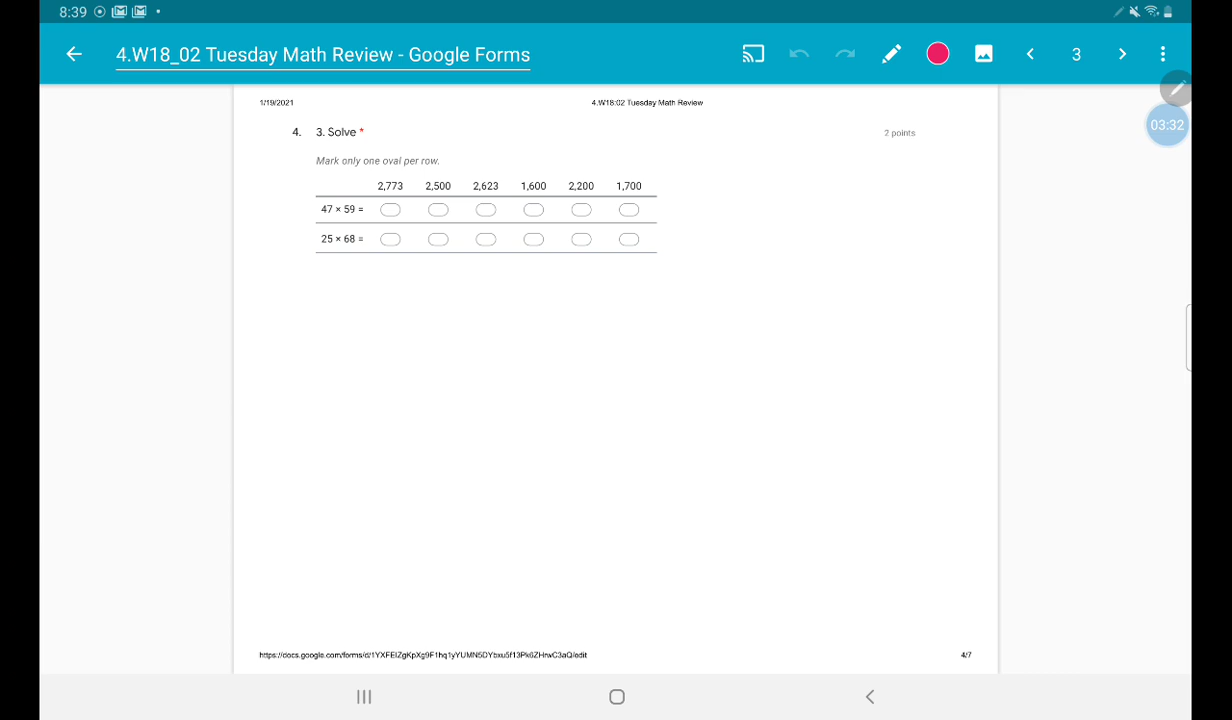 8:39
4.W18_02 Tuesday Math Review - Google Forms
3
03:32
1/19/2021 4.W18:02 Tuesday Math Review
4. 3. Solve * 2 points
Mark only one oval per row.
2,773 2,500 2,623 1,600 2,200 1,700
47 × 59 =
25 × 68 =
4/7